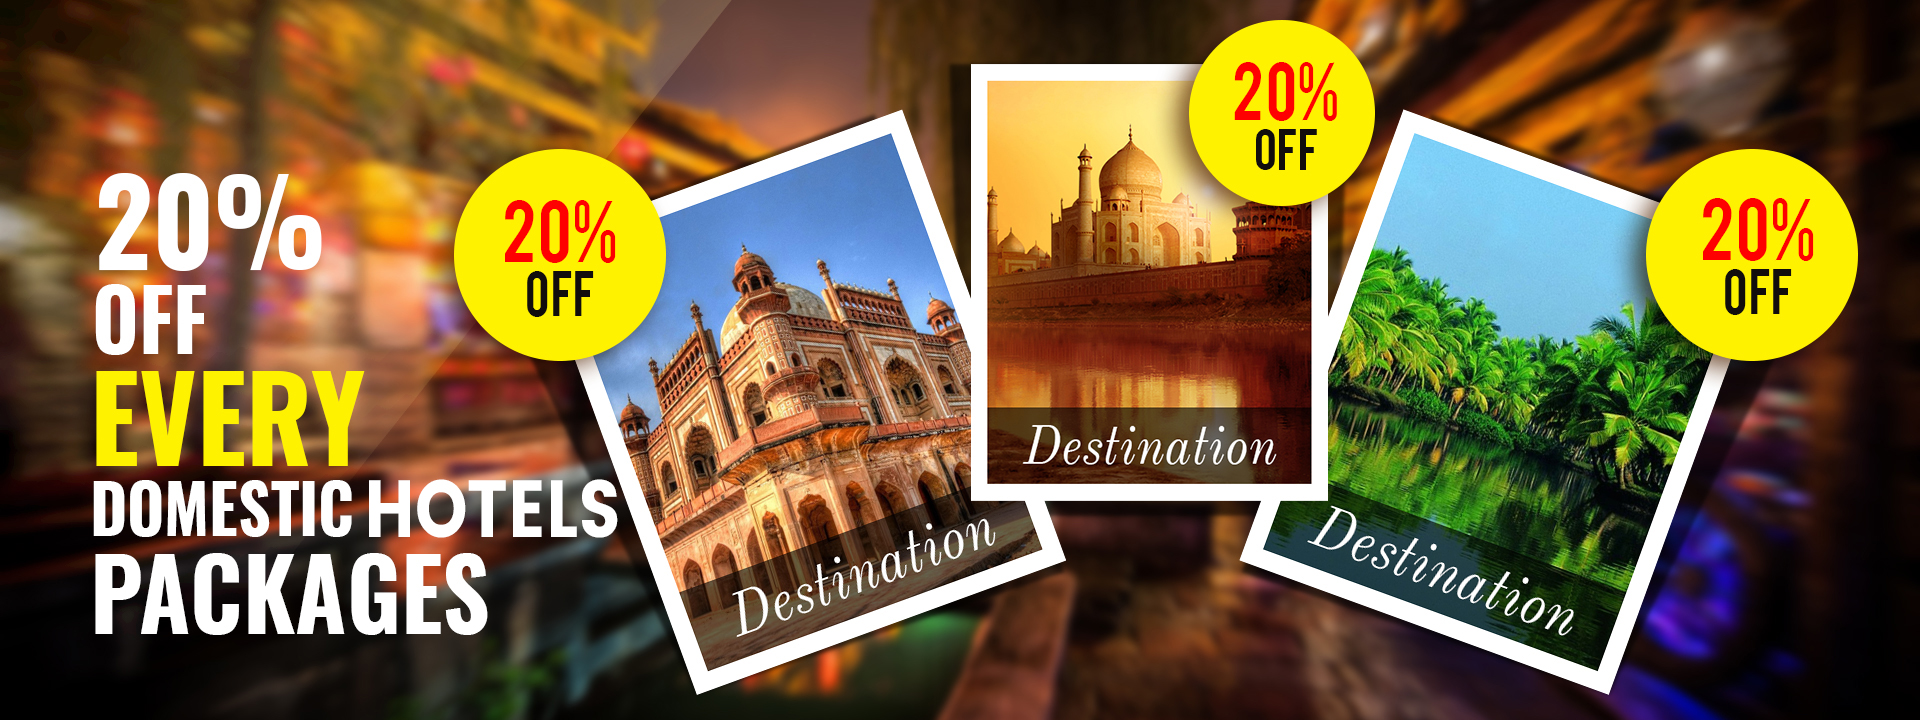 20%
OFF
EVERY
DOMESTIC HOTELS
PACKAGES
20%
OFF
Destination
20%
OFF
Destination
20%
OFF
Destination